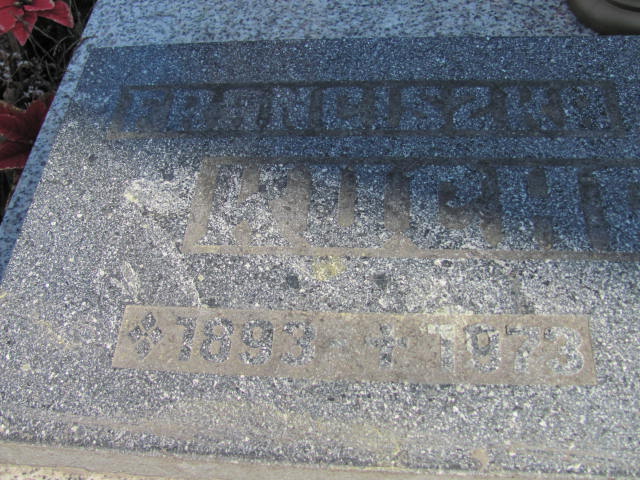 FRANCISZKA
❖ 1893 - ✝ 1973